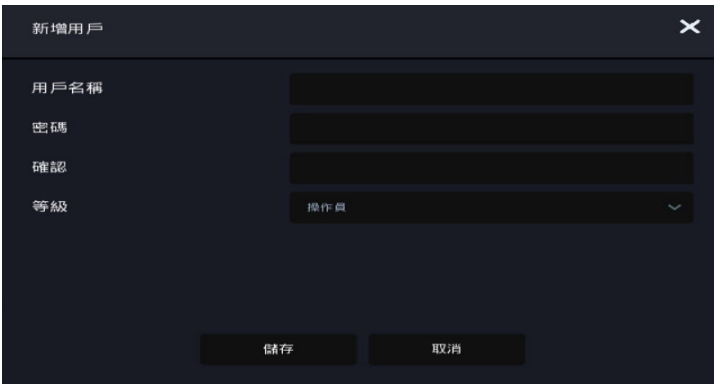 新增用戶
用戶名稱
密碼
確認
等級 操作員
儲存 取消